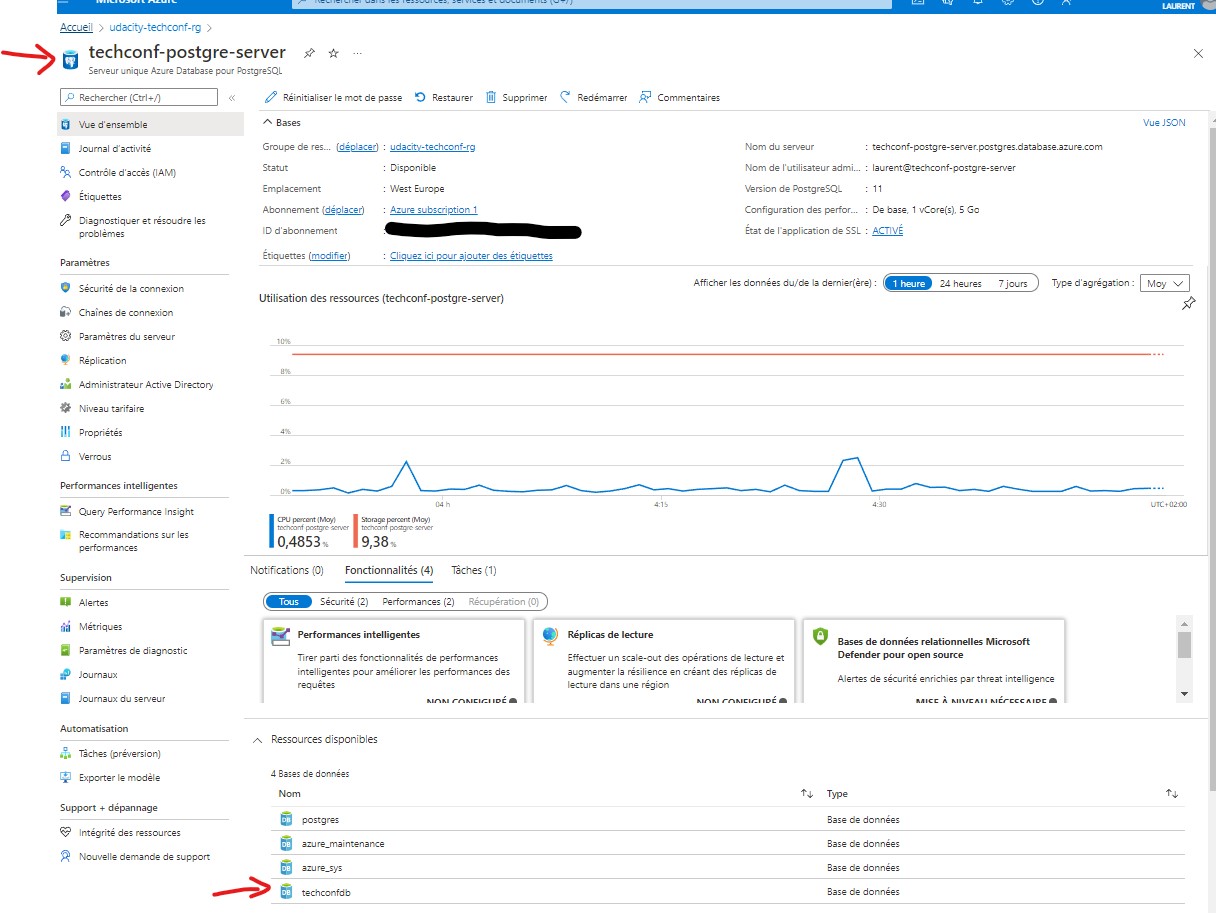 Microsoft Azure
Rechercher dans les ressources, services et documents (G+/)
LAURENT
Accueil > udacity-techconf-rg >
techconf-postgre-server
Serveur unique Azure Database pour PostgreSQL
Rechercher (Ctrl+/)
«
Réinitialiser le mot de passe
Restaurer
Supprimer
Redémarrer
Commentaires
Vue d'ensemble
Journal d'activité
Contrôle d'accès (IAM)
Étiquettes
Diagnostiquer et résoudre les
problèmes
Paramètres
Sécurité de la connexion
Chaînes de connexion
Paramètres du serveur
Réplication
Administrateur Active Directory
Niveau tarifaire
Propriétés
Verrous
Performances intelligentes
Query Performance Insight
Recommandations sur les
performances
Supervision
Alertes
Métriques
Paramètres de diagnostic
Journaux
Journaux du serveur
Automatisation
Tâches (préversion)
Exporter le modèle
Support + dépannage
Intégrité des ressources
Nouvelle demande de support
Bases
Vue JSON
Groupe de res... (déplacer) : udacity-techconf-rg
Statut : Disponible
Emplacement : West Europe
Abonnement (déplacer) : Azure subscription 1
ID d'abonnement :
Étiquettes (modifier) : Cliquez ici pour ajouter des étiquettes
Nom du serveur : techconf-postgre-server.postgres.database.azure.com
Nom de l'utilisateur admi... : laurent@techconf-postgre-server
Version de PostgreSQL : 11
Configuration des perfor... : De base, 1 vCore(s), 5 Go
État de l'application de SSL : ACTIVÉ
Afficher les données du/de la dernier(ère) : 1 heure 24 heures 7 jours Type d'agrégation : Moy
Utilisation des ressources (techconf-postgre-server)
10%
8%
6%
4%
2%
0%
04 h 4:15 4:30 UTC+02:00
CPU percent (Moy)
techconf-postgre-server
0,4853 %
Storage percent (Moy)
techconf-postgre-server
9,38 %
Notifications (0) Fonctionnalités (4) Tâches (1)
Tous Sécurité (2) Performances (2) Récupération (0)
Performances intelligentes
Tirer parti des fonctionnalités de performances
intelligentes pour améliorer les performances des
requêtes
NON CONFIGURÉ
Réplicas de lecture
Effectuer un scale-out des opérations de lecture et
augmenter la résilience en créant des réplicas de
lecture dans une région
NON CONFIGURÉ
Bases de données relationnelles Microsoft
Defender pour open source
Alertes de sécurité enrichies par threat intelligence
MISE À NIVEAU NÉCESSAIRE
Ressources disponibles
4 Bases de données
Nom Type
postgres Base de données
azure_maintenance Base de données
azure_sys Base de données
techconfdb Base de données